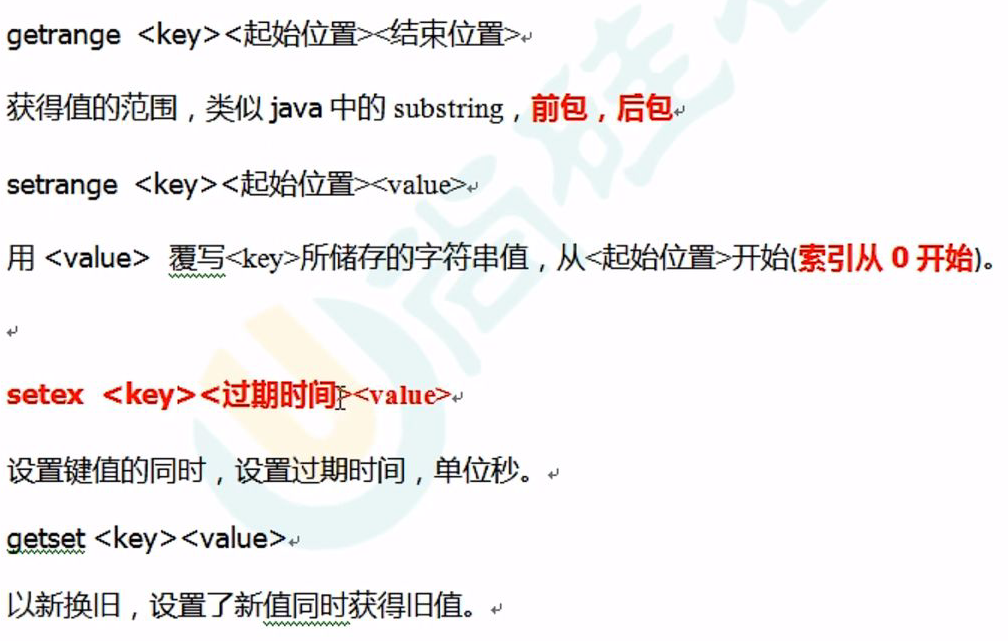 getrange <key><起始位置><结束位置>
获得值的范围，类似 java 中的 substring，前包，后包
setrange <key><起始位置><value>
用 <value> 覆写<key>所储存的字符串值，从<起始位置>开始(索引从 0 开始)。
setex <key><过期时间><value>
设置键值的同时，设置过期时间，单位秒。
getset <key><value>
以新换旧，设置了新值同时获得旧值。
尚硅